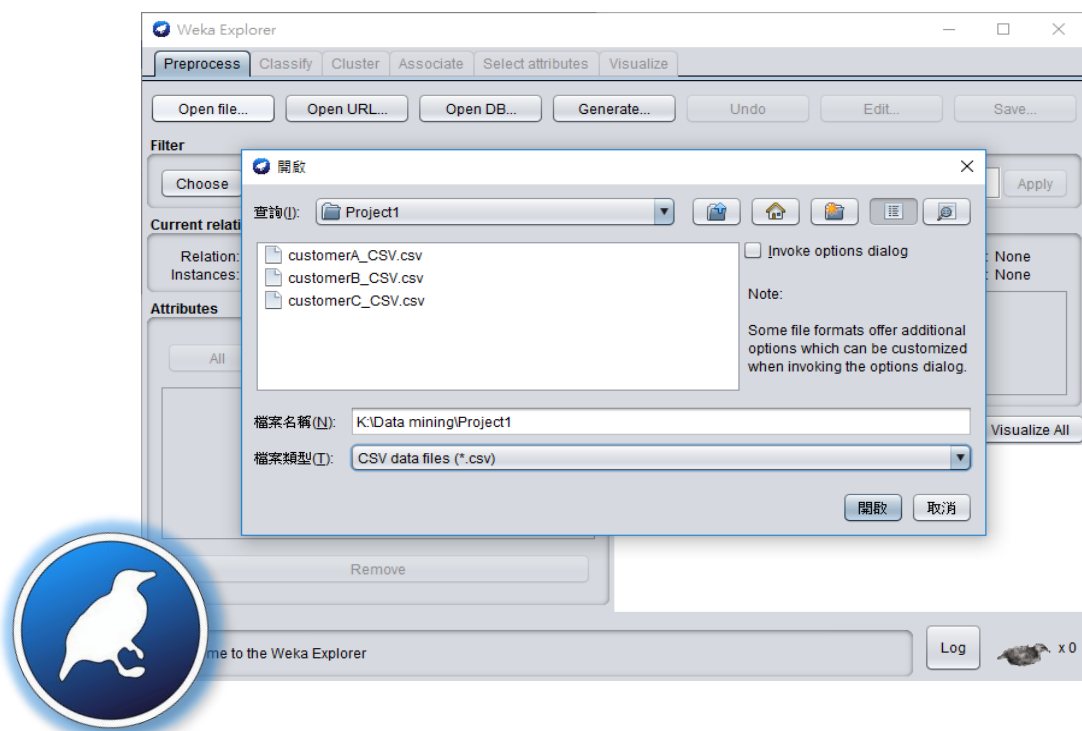 Weka Explorer
Preprocess Classify Cluster Associate Select attributes Visualize
Open file... Open URL... Open DB... Generate... Undo Edit... Save...
Filter
Choose Apply
開啟
查詢(I): Project1
Current relati
Relation: : None
Instances: : None
customerA_CSV.csv
customerB_CSV.csv
customerC_CSV.csv
Invoke options dialog
Note:
Some file formats offer additional
options which can be customized
when invoking the options dialog.
Attributes
All
檔案名稱(N): K:\Data mining\Project1
檔案類型(T): CSV data files (*.csv)
Visualize All
開啟 取消
Remove
me to the Weka Explorer
Log x 0